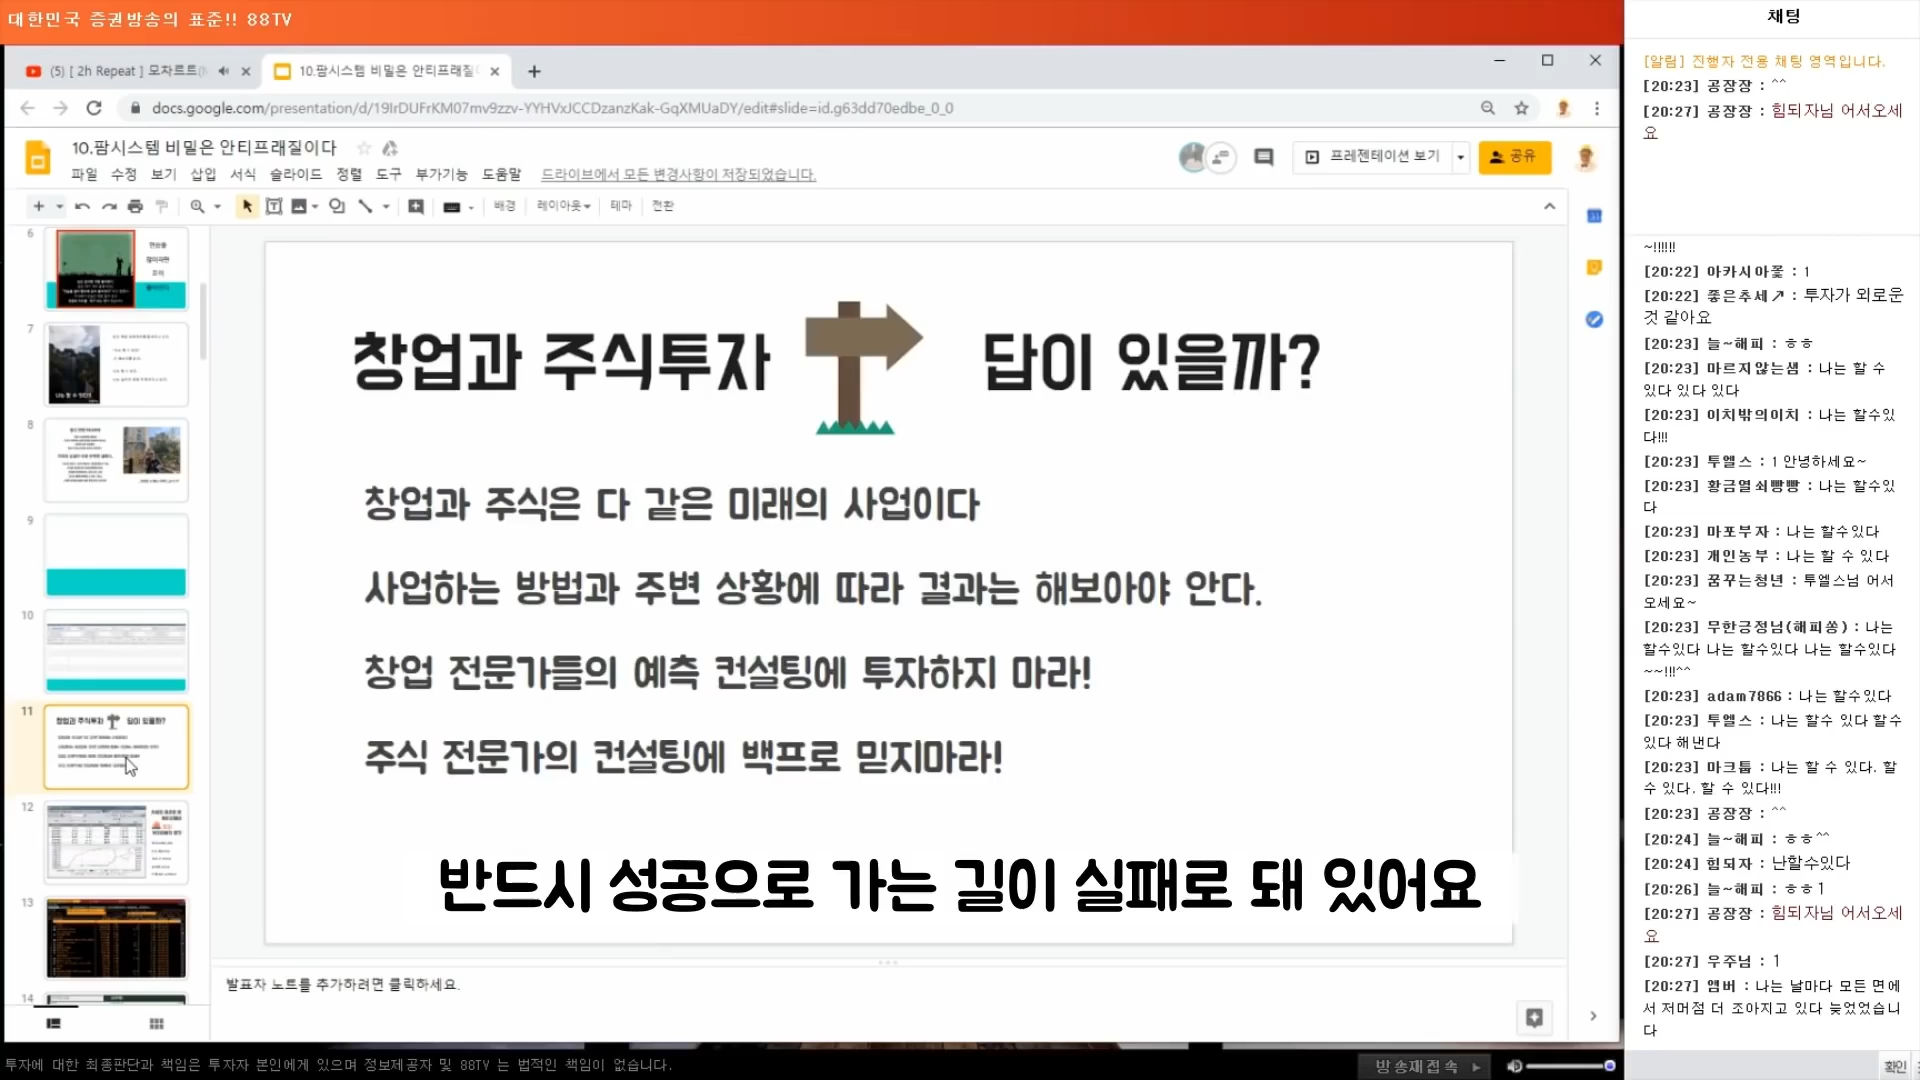 대한민국 증권방송의 표준!! 88TV
(5) [ 2h Repeat ] 모차르트(
10.팜시스템 비밀은 안티프래질
docs.google.com/presentation/d/19IrDUFrKM07mv9zzv-YYHVxJCCDzanzKak-GqXMUaDY/edit#slide=id.g63dd70edbe_0_0
10.팜시스템 비밀은 안티프래질이다
파일 수정 보기 삽입 서식 슬라이드 정렬 도구 부가기능 도움말 드라이브에서 모든 변경사항이 저장되었습니다.
프레젠테이션 보기
공유
배경 레이아웃 테마 전환
6
7
8
9
10
11
12
13
14
창업과 주식투자 답이 있을까?
창업과 주식은 다 같은 미래의 사업이다
사업하는 방법과 주변 상황에 따라 결과는 해보아야 안다.
창업 전문가들의 예측 컨설팅에 투자하지 마라!
주식 전문가의 컨설팅에 백프로 믿지마라!
반드시 성공으로 가는 길이 실패로 돼 있어요
발표자 노트를 추가하려면 클릭하세요.
투자에 대한 최종판단과 책임은 투자자 본인에게 있으며 정보제공자 및 88TV 는 법적인 책임이 없습니다.
방송재접속
채팅
[알림] 진행자 전용 채팅 영역입니다.
[20:23] 공장장 : ^^
[20:27] 공장장 : 힘되자님 어서오세
요
~!!!!!!
[20:22] 아카시아꽃 : 1
[20:22] 좋은추세↗ : 투자가 외로운
것 같아요
[20:23] 늘~해피 : ㅎㅎ
[20:23] 마르지않는샘 : 나는 할 수
있다 있다 있다
[20:23] 이치밖의이치 : 나는 할수있
다!!!
[20:23] 투엘스 : 1 안녕하세요~
[20:23] 황금열쇠빵빵 : 나는 할수있
다
[20:23] 마포부자 : 나는 할수있다
[20:23] 개인농부 : 나는 할 수 있다
[20:23] 꿈꾸는청년 : 투엘스님 어서
오세요~
[20:23] 무한긍정넘(해피쏭) : 나는
할수있다 나는 할수있다 나는 할수있다
~~!!!^^
[20:23] adam7866 : 나는 할수있다
[20:23] 투엘스 : 나는 할수 있다 할수
있다 해낸다
[20:23] 마크툽 : 나는 할 수 있다. 할
수 있다. 할 수 있다!!!
[20:23] 공장장 : ^^
[20:24] 늘~해피 : ㅎㅎ^^
[20:24] 힘되자 : 난할수있다
[20:26] 늘~해피 : ㅎㅎ1
[20:27] 공장장 : 힘되자님 어서오세
요
[20:27] 우주님 : 1
[20:27] 엠버 : 나는 날마다 모든 면에
서 저머점 더 조아지고 있다 늦었었습니
다
확인